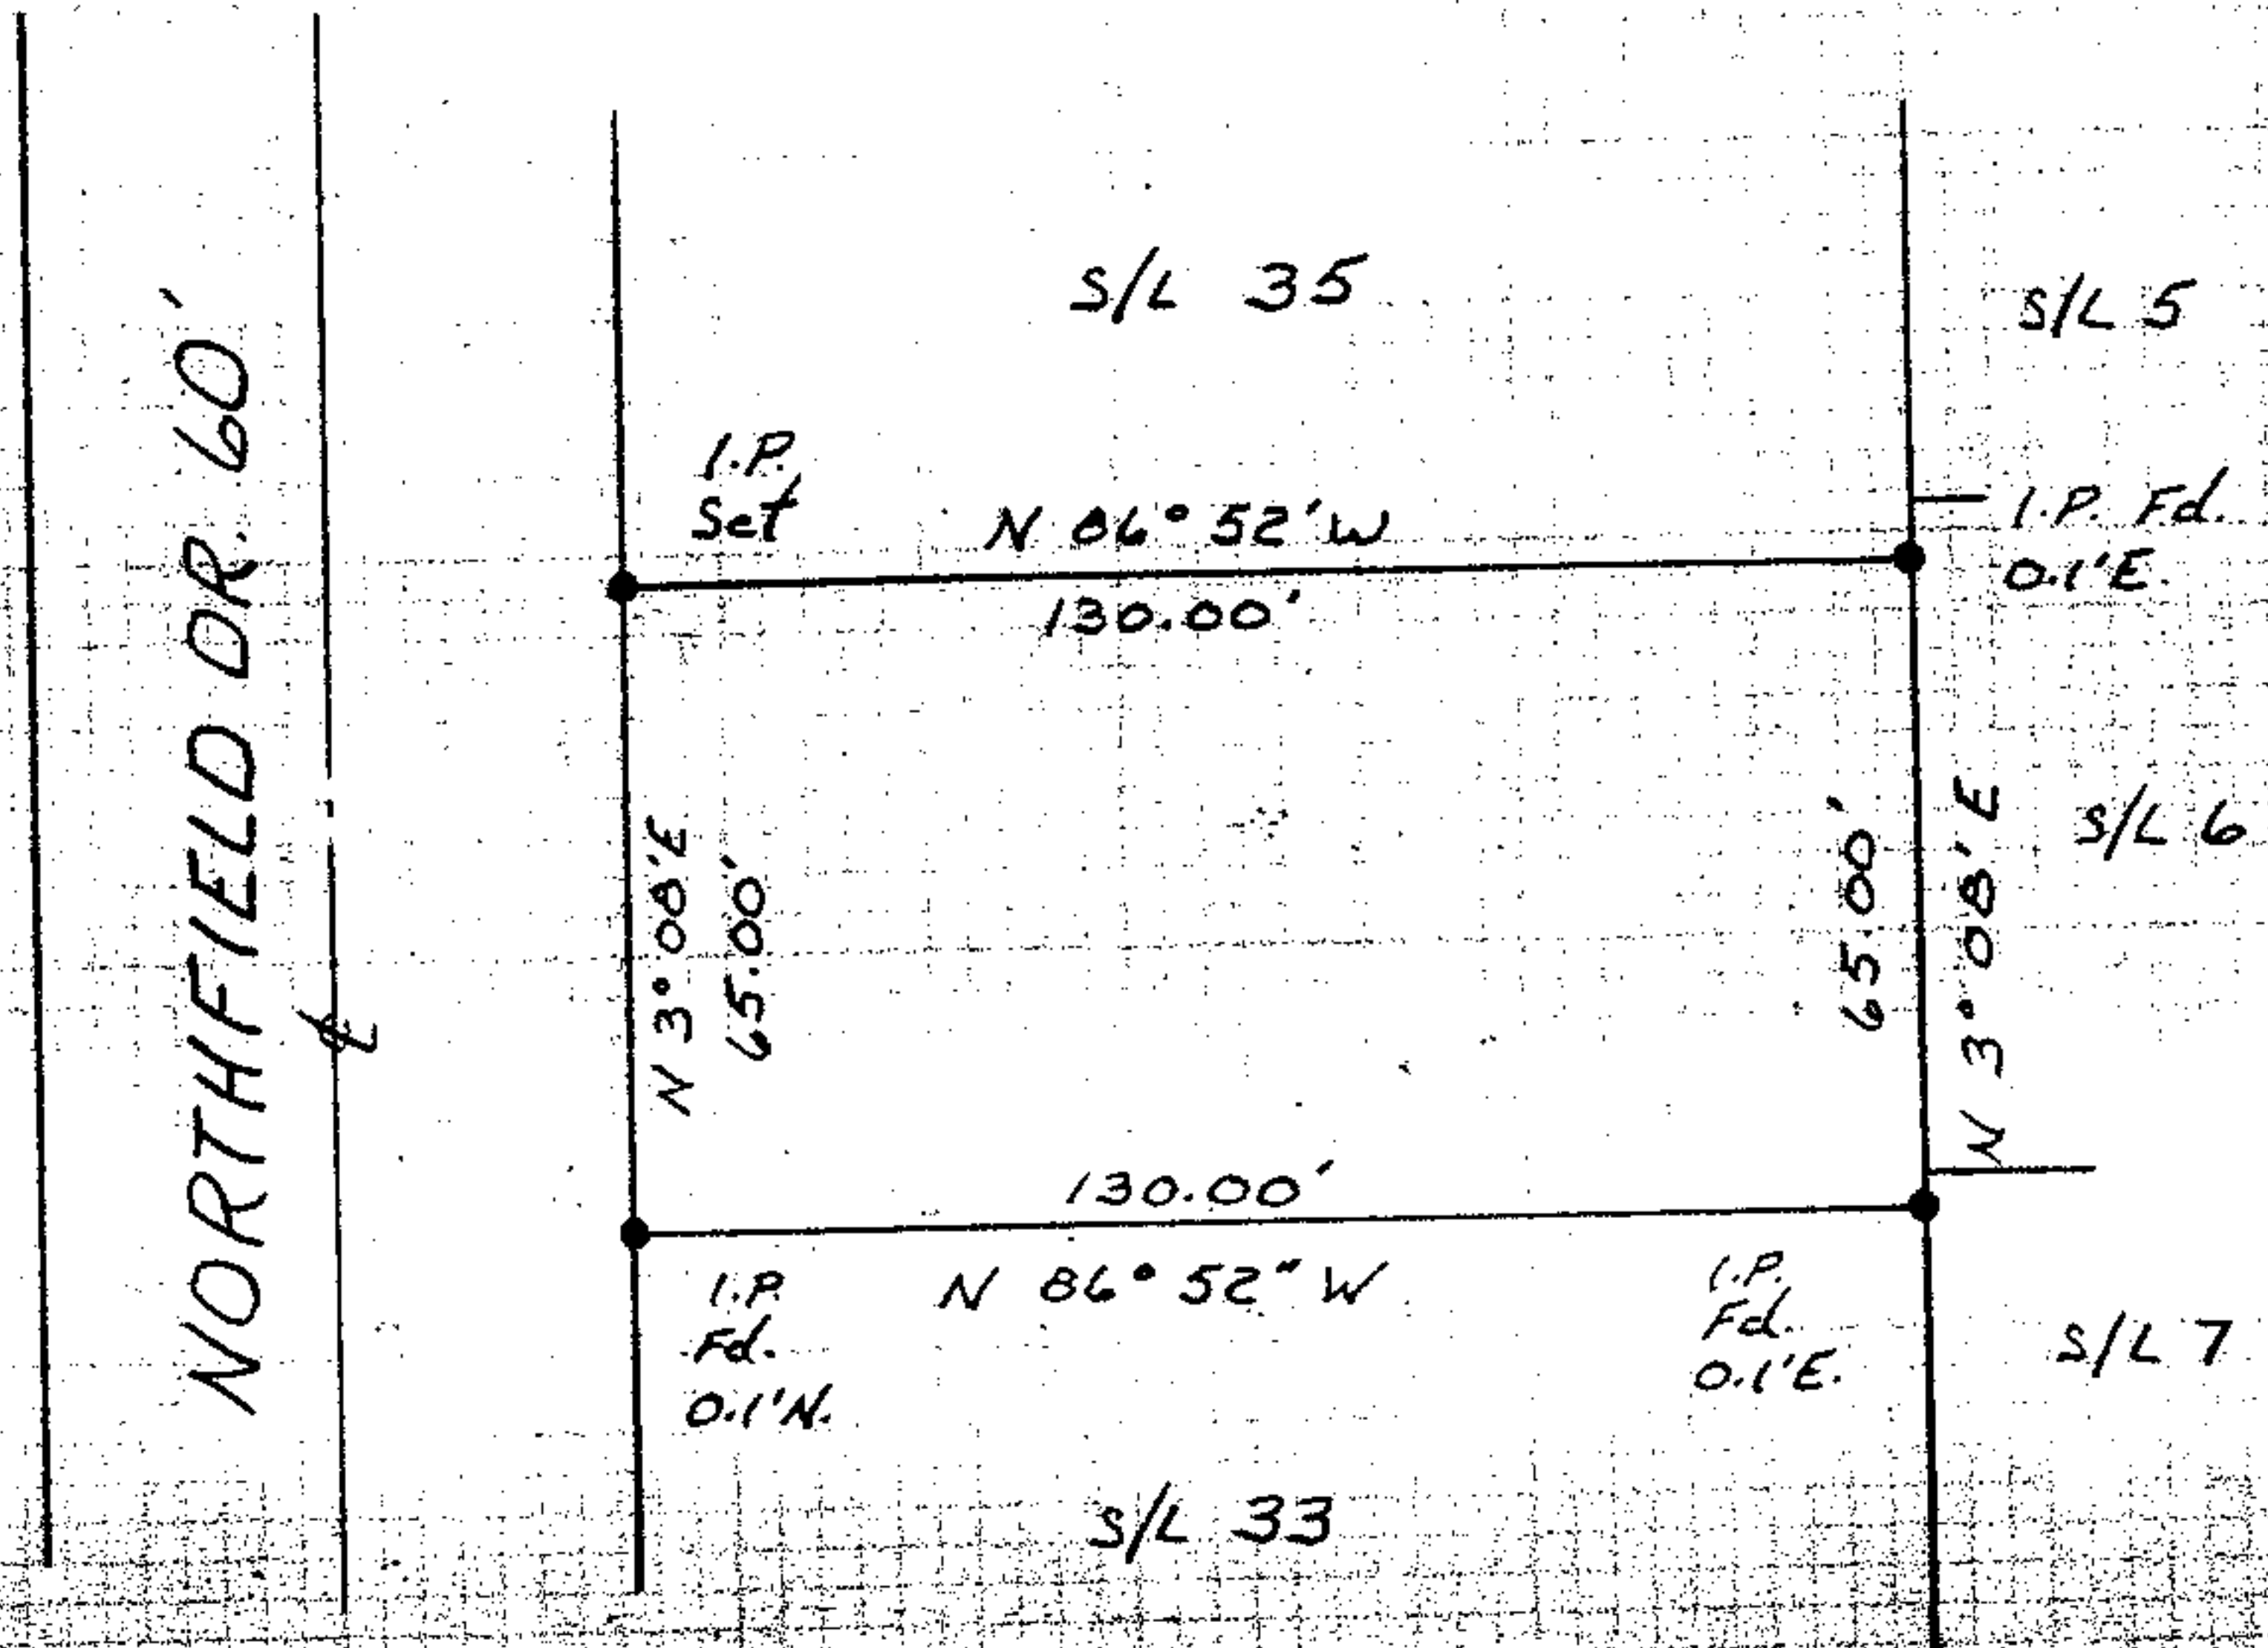 NORTHFIELD DR. 60'
℄
S/L 35
S/L 5
I.P.
Set
N 86° 52' W
130.00'
I.P. Fd.
0.1'E.
N 3° 08' E
65.00'
65.00'
N 3° 08' E
S/L 6
130.00'
N 86° 52" W
I.P.
Fd.
0.1'N.
I.P.
Fd.
0.1'E.
S/L 7
S/L 33